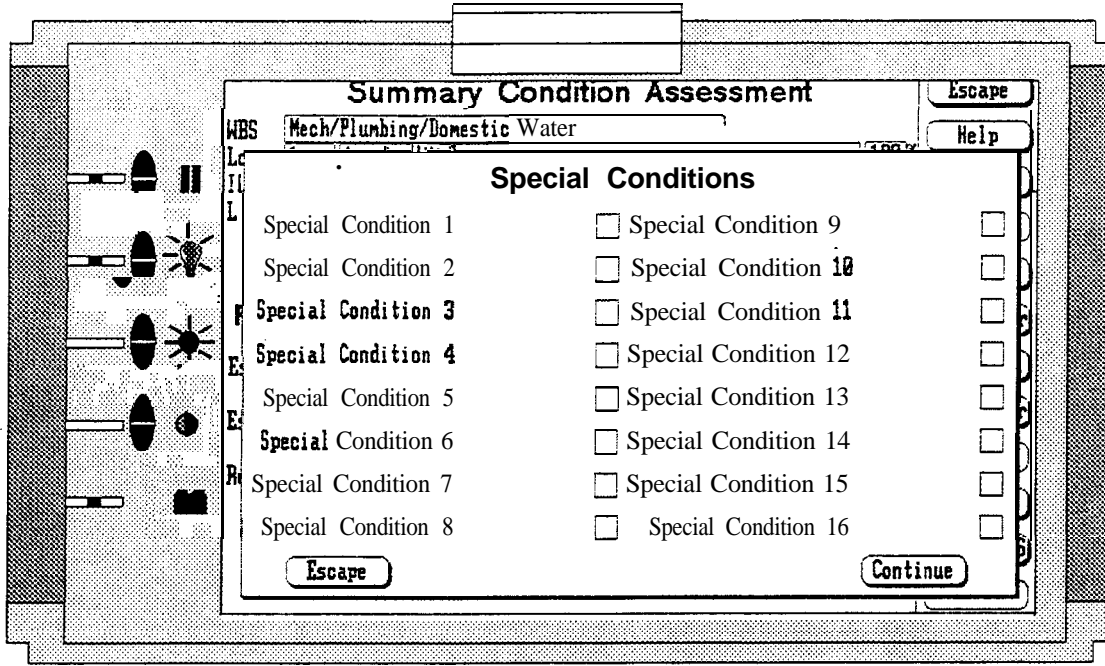 Summary Condition Assessment
Escape
WBS Mech/Plumbing/Domestic Water
Help
Special Conditions
Special Condition 1 Special Condition 9
Special Condition 2 Special Condition 10
Special Condition 3 Special Condition 11
Special Condition 4 Special Condition 12
Special Condition 5 Special Condition 13
Special Condition 6 Special Condition 14
Special Condition 7 Special Condition 15
Special Condition 8 Special Condition 16
Escape Continue